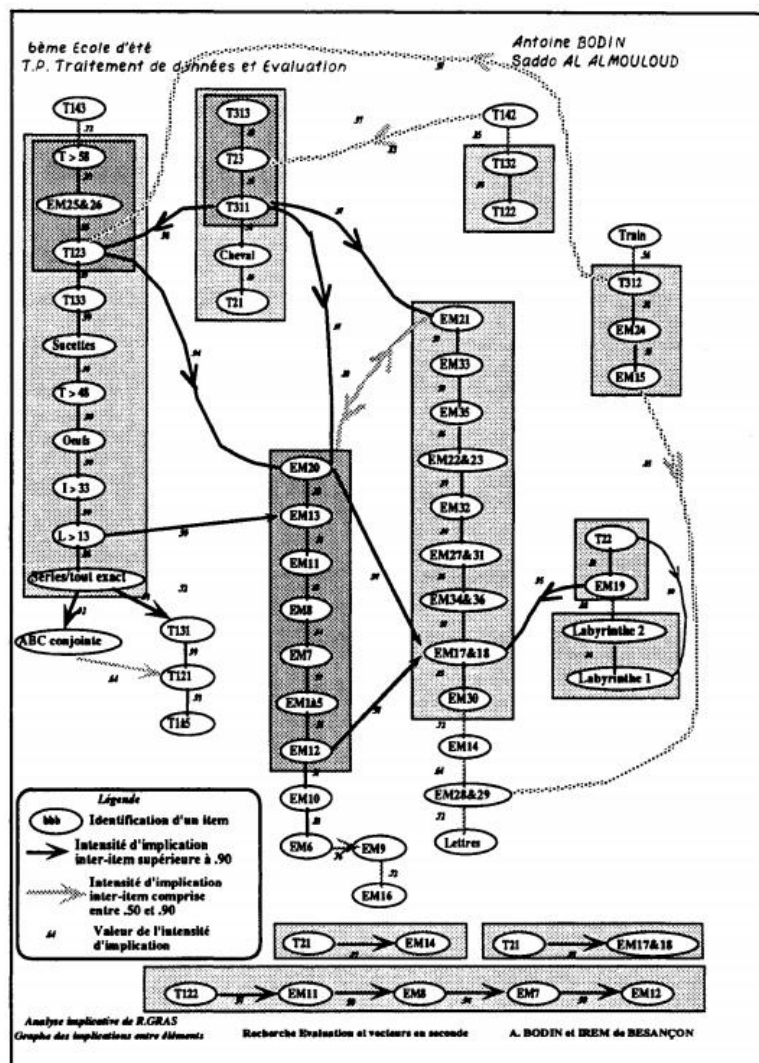 6ème Ecole d'été
T.P. Traitement de données et Evaluation
Antoine BODIN
Saddo AL ALMOULOUD
T143
T > 58
EM25&26
T123
T133
Sucettes
T > 48
Oeufs
I > 33
L > 13
Séries/tout exact
ABC conjointe
T131
T121
T1&5
T313
T23
T311
Cheval
T21
T142
T132
T122
Train
T312
EM24
EM15
EM21
EM33
EM35
EM22&23
EM32
EM27&31
EM34&36
EM17&18
EM30
EM14
EM28&29
Lettres
EM20
EM13
EM11
EM8
EM7
EM1&5
EM12
EM10
EM6
EM9
EM16
T22
EM19
Labyrinthe 2
Labyrinthe 1
Légende
bbb
Identification d'un item
Intensité d'implication
inter-item supérieure à .90
Intensité d'implication
inter-item comprise
entre .50 et .90
Valeur de l'intensité
d'implication
T21
EM14
T21
EM17&18
T122
EM11
EM8
EM7
EM12
Analyse implicative de R.GRAS
Graphe des implications entre éléments
Recherche Evaluation et vecteurs en seconde
A. BODIN et IREM de BESANÇON